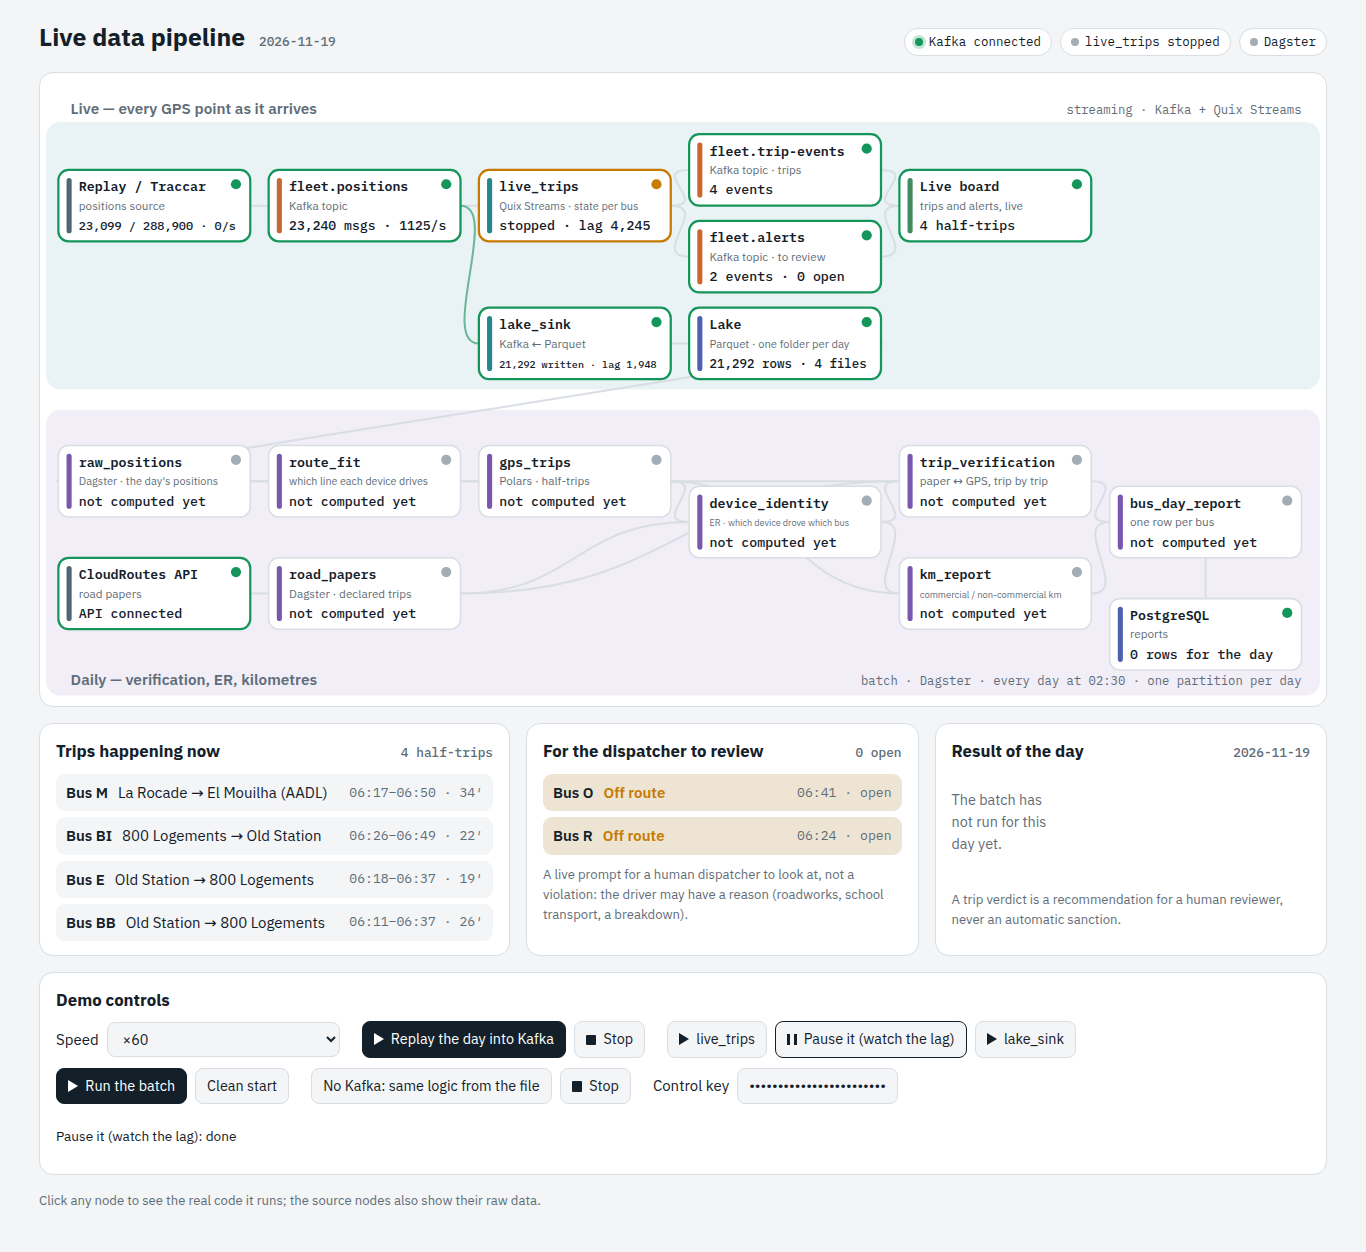 Live data pipeline 2026-11-19
Kafka connected
live_trips stopped
Dagster
Live — every GPS point as it arrives
streaming · Kafka + Quix Streams
Replay / Traccar
positions source
23,099 / 288,900 · 0/s
fleet.positions
Kafka topic
23,240 msgs · 1125/s
live_trips
Quix Streams · state per bus
stopped · lag 4,245
fleet.trip-events
Kafka topic · trips
4 events
fleet.alerts
Kafka topic · to review
2 events · 0 open
Live board
trips and alerts, live
4 half-trips
lake_sink
Kafka ← Parquet
21,292 written · lag 1,948
Lake
Parquet · one folder per day
21,292 rows · 4 files
raw_positions
Dagster · the day's positions
not computed yet
route_fit
which line each device drives
not computed yet
gps_trips
Polars · half-trips
not computed yet
device_identity
ER · which device drove which bus
not computed yet
trip_verification
paper ↔ GPS, trip by trip
not computed yet
bus_day_report
one row per bus
not computed yet
CloudRoutes API
road papers
API connected
road_papers
Dagster · declared trips
not computed yet
km_report
commercial / non-commercial km
not computed yet
PostgreSQL
reports
0 rows for the day
Daily — verification, ER, kilometres
batch · Dagster · every day at 02:30 · one partition per day
Trips happening now
4 half-trips
Bus M La Rocade → El Mouilha (AADL) 06:17–06:50 · 34′
Bus BI 800 Logements → Old Station 06:26–06:49 · 22′
Bus E Old Station → 800 Logements 06:18–06:37 · 19′
Bus BB Old Station → 800 Logements 06:11–06:37 · 26′
For the dispatcher to review
0 open
Bus O Off route 06:41 · open
Bus R Off route 06:24 · open
A live prompt for a human dispatcher to look at, not a
violation: the driver may have a reason (roadworks, school
transport, a breakdown).
Result of the day
2026-11-19
The batch has
not run for this
day yet.
A trip verdict is a recommendation for a human reviewer,
never an automatic sanction.
Demo controls
Speed ×60 Replay the day into Kafka Stop live_trips Pause it (watch the lag) lake_sink
Run the batch Clean start No Kafka: same logic from the file Stop Control key ••••••••••••••••••••••••
Pause it (watch the lag): done
Click any node to see the real code it runs; the source nodes also show their raw data.